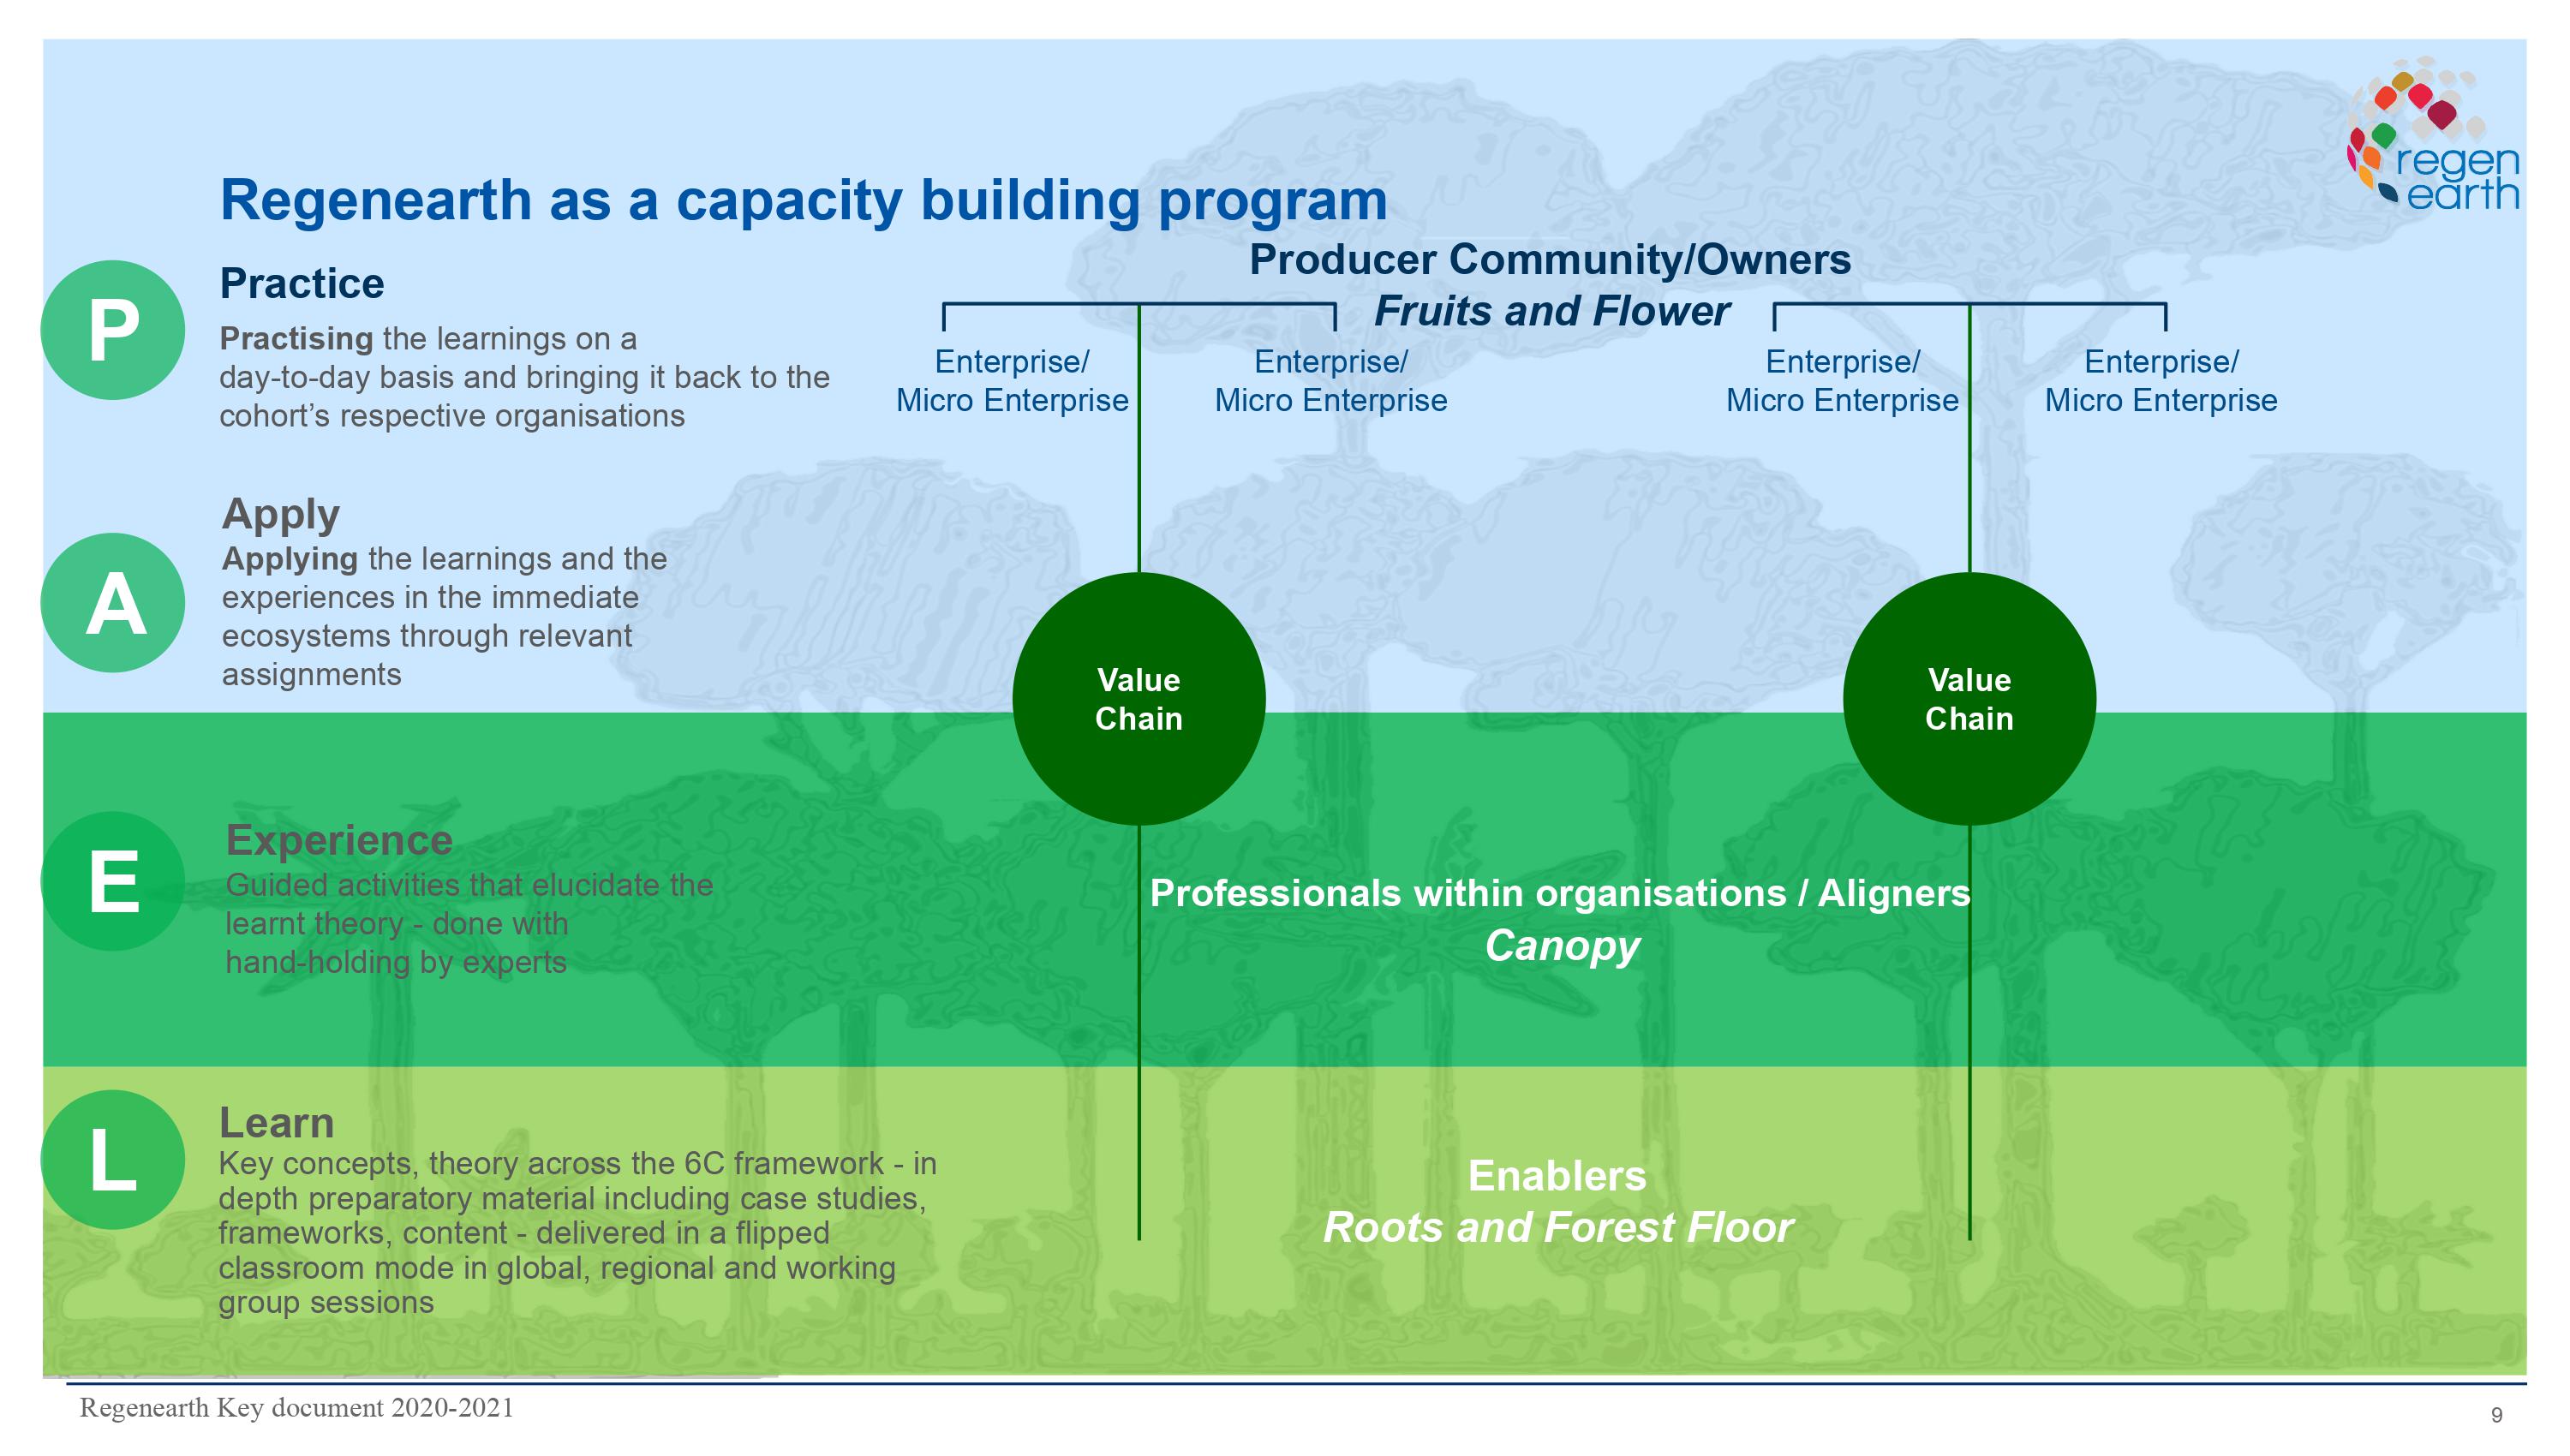 regen
earth
Regenearth as a capacity building program
P
Practice
Practising the learnings on a
day-to-day basis and bringing it back to the
cohort’s respective organisations
Producer Community/Owners
Fruits and Flower
Enterprise/
Micro Enterprise
Enterprise/
Micro Enterprise
Enterprise/
Micro Enterprise
Enterprise/
Micro Enterprise
A
Apply
Applying the learnings and the
experiences in the immediate
ecosystems through relevant
assignments
Value
Chain
Value
Chain
E
Experience
Guided activities that elucidate the
learnt theory - done with
hand-holding by experts
Professionals within organisations / Aligners
Canopy
L
Learn
Key concepts, theory across the 6C framework - in
depth preparatory material including case studies,
frameworks, content - delivered in a flipped
classroom mode in global, regional and working
group sessions
Enablers
Roots and Forest Floor
Regenearth Key document 2020-2021
9